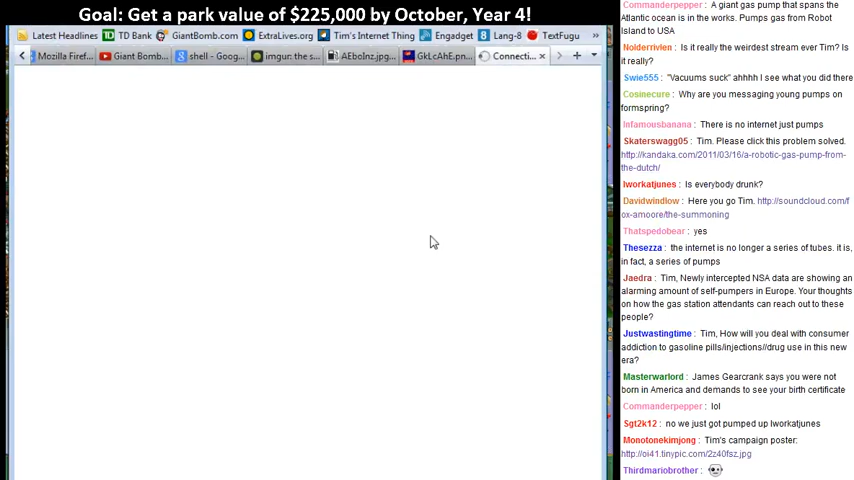 Goal: Get a park value of $225,000 by October, Year 4!
Latest Headlines TD Bank GiantBomb.com ExtraLives.org Tim's Internet Thing Engadget Lang-8 TextFugu »
Mozilla Firef... Giant Bomb... shell - Goog... imgur: the s... AEboInz.jpg... GkLcAhE.pn... Connecti...
Commanderpepper : A giant gas pump that spans the
Atlantic ocean is in the works. Pumps gas from Robot
Island to USA
Nolderrivlen : Is it really the weirdest stream ever Tim? Is
it really?
Swie555 : "Vacuums suck" ahhhh I see what you did there
Cosinecure : Why are you messaging young pumps on
formspring?
Infamousbanana : There is no internet just pumps
Skaterswagg05 : Tim. Please click this problem solved.
http://kandaka.com/2011/03/16/a-robotic-gas-pump-from-
the-dutch/
Iworkatjunes : Is everybody drunk?
Davidwindlow : Here you go Tim. http://soundcloud.com/f
ox-amoore/the-summoning
Thatspedobear : yes
Thesezza : the internet is no longer a series of tubes. it is,
in fact, a series of pumps
Jaedra : Tim, Newly intercepted NSA data are showing an
alarming amount of self-pumpers in Europe. Your thoughts
on how the gas station attendants can reach out to these
people?
Justwastingtime : Tim, How will you deal with consumer
addiction to gasoline pills/injections//drug use in this new
era?
Masterwarlord : James Gearcrank says you were not
born in America and demands to see your birth certificate
Commanderpepper : lol
Sgt2k12 : no we just got pumped up Iworkatjunes
Monotonekimjong : Tim's campaign poster:
http://oi41.tinypic.com/2z40fsz.jpg
Thirdmariobrother :